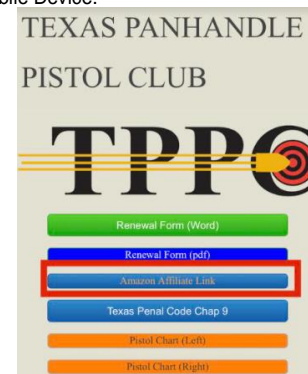 bile Device.
TEXAS PANHANDLE
PISTOL CLUB
TPPC
Renewal Form (Word)
Renewal Form (pdf)
Amazon Affiliate Link
Texas Penal Code Chap 9
Pistol Chart (Left)
Pistol Chart (Right)